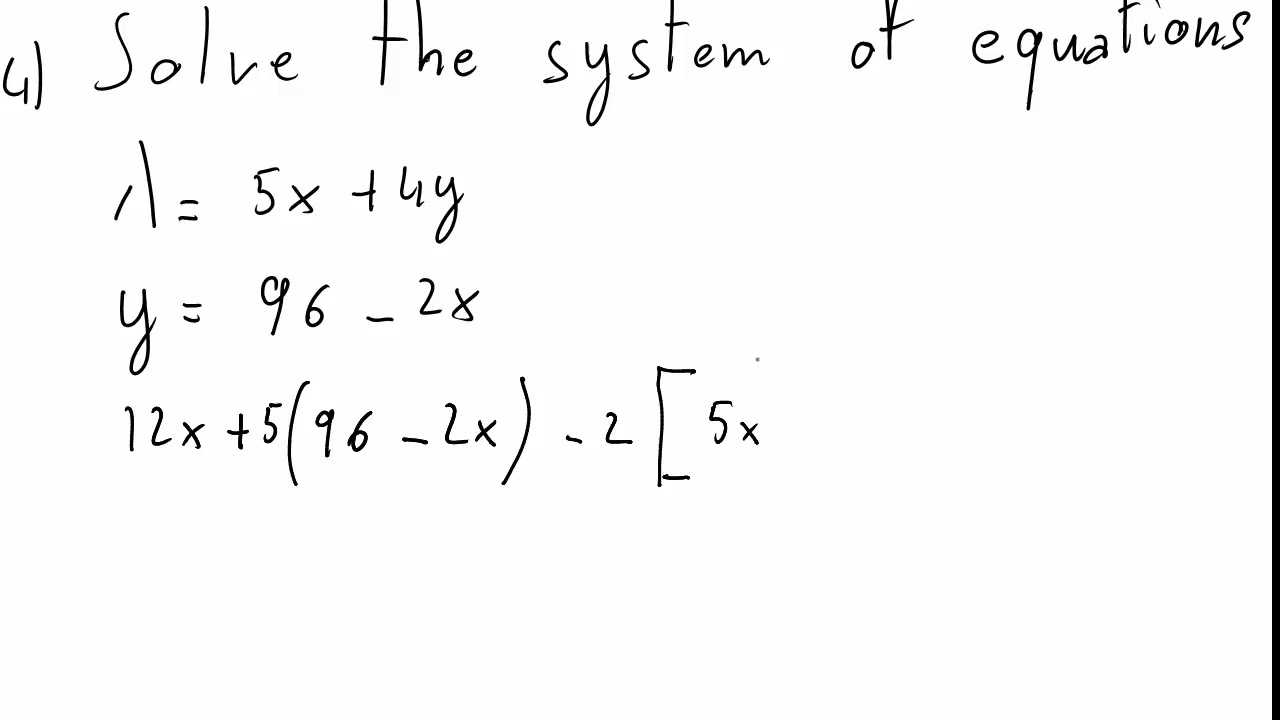 4) Solve the system of equations
λ = 5x + 4y
y = 96 - 2x
12x + 5(96 - 2x) - 2[5x